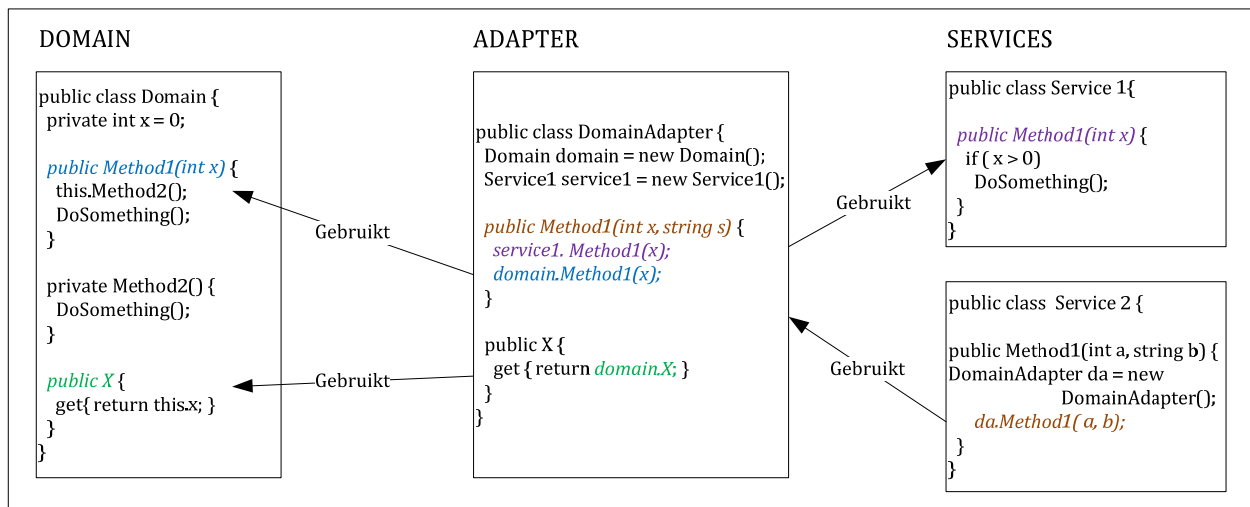 DOMAIN
public class Domain {
private int x = 0;
public Method1(int x) {
this.Method2();
DoSomething();
}
private Method2() {
DoSomething();
}
public X {
get{ return this.x; }
}
}
Gebruikt
Gebruikt
ADAPTER
public class DomainAdapter {
Domain domain = new Domain();
Service1 service1 = new Service1();
public Method1(int x, string s) {
service1. Method1(x);
domain.Method1(x);
}
public X {
get { return domain.X; }
}
}
Gebruikt
Gebruikt
SERVICES
public class Service 1{
public Method1(int x) {
if ( x > 0)
DoSomething();
}
}
public class Service 2 {
public Method1(int a, string b) {
DomainAdapter da = new
DomainAdapter();
da.Method1( a, b);
}
}